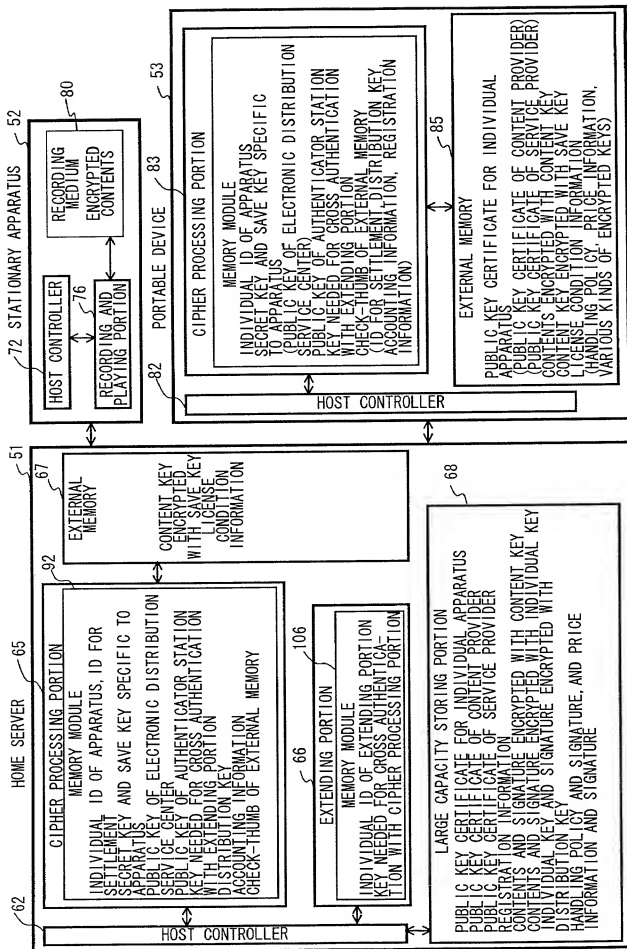 HOME SERVER
51
62
HOST CONTROLLER
65
CIPHER PROCESSING PORTION
92
MEMORY MODULE
INDIVIDUAL ID OF APPARATUS, ID FOR
SETTLEMENT
SECRET KEY AND SAVE KEY SPECIFIC TO
APPARATUS
PUBLIC KEY OF ELECTRONIC DISTRIBUTION
SERVICE CENTER
PUBLIC KEY OF AUTHENTICATOR STATION
KEY NEEDED FOR CROSS AUTHENTICATION
WITH EXTENDING PORTION
DISTRIBUTION KEY
ACCOUNTING INFORMATION
CHECK-THUMB OF EXTERNAL MEMORY
67
EXTERNAL
MEMORY
CONTENT KEY
ENCRYPTED
WITH SAVE KEY
LICENSE
CONDITION
INFORMATION
66
EXTENDING PORTION
106
MEMORY MODULE
INDIVIDUAL ID OF EXTENDING PORTION
KEY NEEDED FOR CROSS AUTHENTICA-
TION WITH CIPHER PROCESSING PORTION
68
LARGE CAPACITY STORING PORTION
PUBLIC KEY CERTIFICATE FOR INDIVIDUAL APPARATUS
PUBLIC KEY CERTIFICATE OF CONTENT PROVIDER
PUBLIC KEY CERTIFICATE OF SERVICE PROVIDER
REGISTRATION INFORMATION
CONTENTS AND SIGNATURE ENCRYPTED WITH CONTENT KEY
CONTENTS AND SIGNATURE ENCRYPTED WITH INDIVIDUAL KEY
INDIVIDUAL KEY AND SIGNATURE ENCRYPTED WITH
DISTRIBUTION KEY
HANDLING POLICY AND SIGNATURE, AND PRICE
INFORMATION AND SIGNATURE
52
STATIONARY APPARATUS
72
HOST CONTROLLER
76
RECORDING AND
PLAYING PORTION
80
RECORDING
MEDIUM
ENCRYPTED
CONTENTS
PORTABLE DEVICE
53
82
HOST CONTROLLER
CIPHER PROCESSING PORTION
83
MEMORY MODULE
INDIVIDUAL ID OF APPARATUS
SECRET KEY AND SAVE KEY SPECIFIC
TO APPARATUS
(PUBLIC KEY OF ELECTRONIC DISTRIBUTION
SERVICE CENTER)
PUBLIC KEY OF AUTHENTICATOR STATION
KEY NEEDED FOR CROSS AUTHENTICATION
WITH EXTENDING PORTION
CHECK-THUMB OF EXTERNAL MEMORY
(ID FOR SETTLEMENT, DISTRIBUTION KEY,
ACCOUNTING INFORMATION, REGISTRATION
INFORMATION)
85
EXTERNAL MEMORY
PUBLIC KEY CERTIFICATE FOR INDIVIDUAL
APPARATUS
(PUBLIC KEY CERTIFICATE OF CONTENT PROVIDER)
(PUBLIC KEY CERTIFICATE OF SERVICE PROVIDER)
CONTENTS ENCRYPTED WITH CONTENT KEY
CONTENT KEY ENCRYPTED WITH SAVE KEY
LICENSE CONDITION INFORMATION
(HANDLING POLICY, PRICE INFORMATION,
VARIOUS KINDS OF ENCRYPTED KEYS)